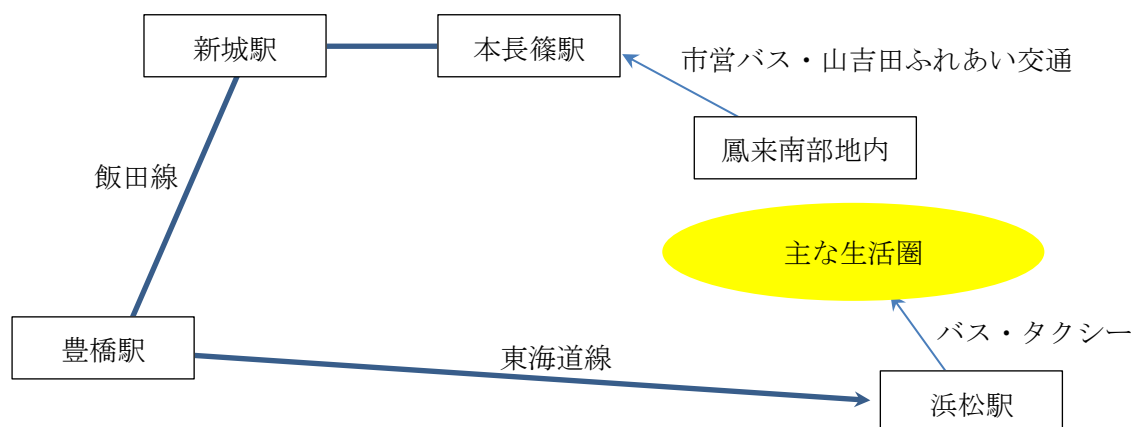 新城駅
本長篠駅
市営バス・山吉田ふれあい交通
鳳来南部地内
飯田線
主な生活圏
豊橋駅
東海道線
バス・タクシー
浜松駅